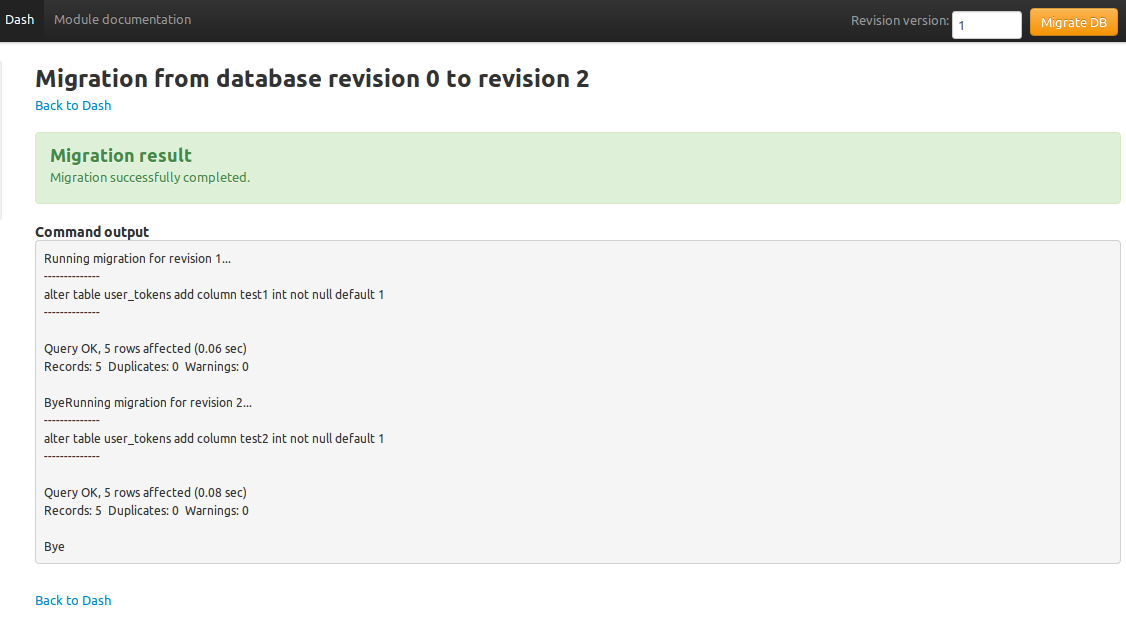 Dash Module documentation Revision version: 1 Migrate DB
Migration from database revision 0 to revision 2
Back to Dash
Migration result
Migration successfully completed.
Command output
Running migration for revision 1...
--------------
alter table user_tokens add column test1 int not null default 1
--------------
Query OK, 5 rows affected (0.06 sec)
Records: 5  Duplicates: 0  Warnings: 0
ByeRunning migration for revision 2...
--------------
alter table user_tokens add column test2 int not null default 1
--------------
Query OK, 5 rows affected (0.08 sec)
Records: 5  Duplicates: 0  Warnings: 0
Bye
Back to Dash